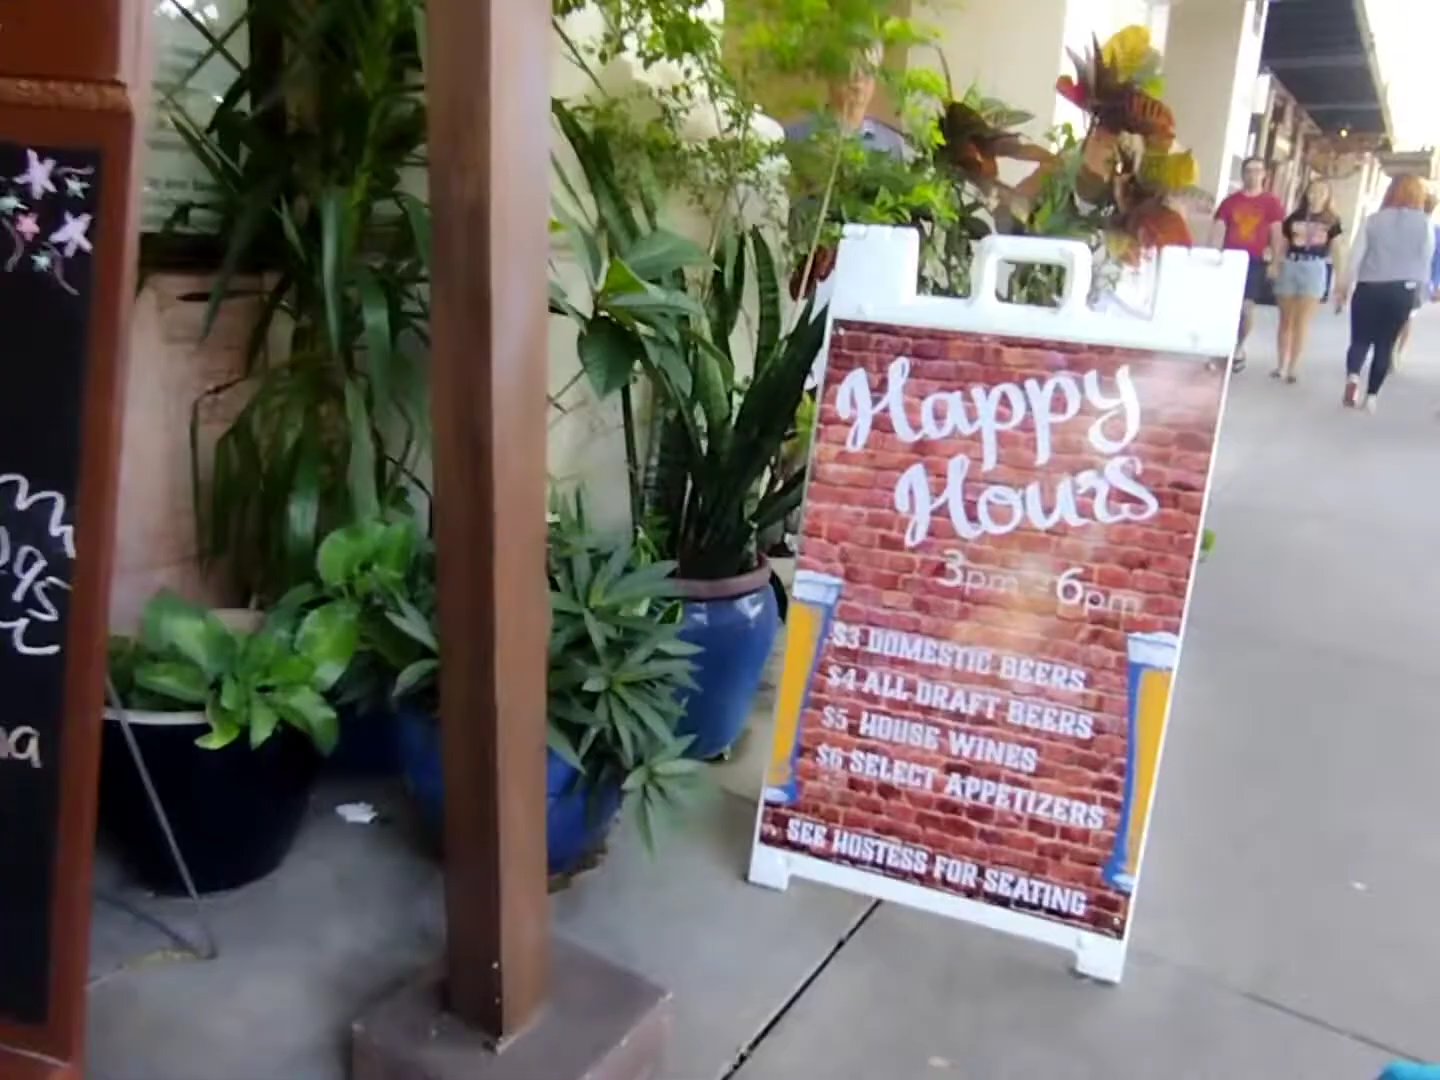 Happy
Hours
3pm - 6pm
$3 DOMESTIC BEERS
$4 ALL DRAFT BEERS
$5 HOUSE WINES
$6 SELECT APPETIZERS
SEE HOSTESS FOR SEATING